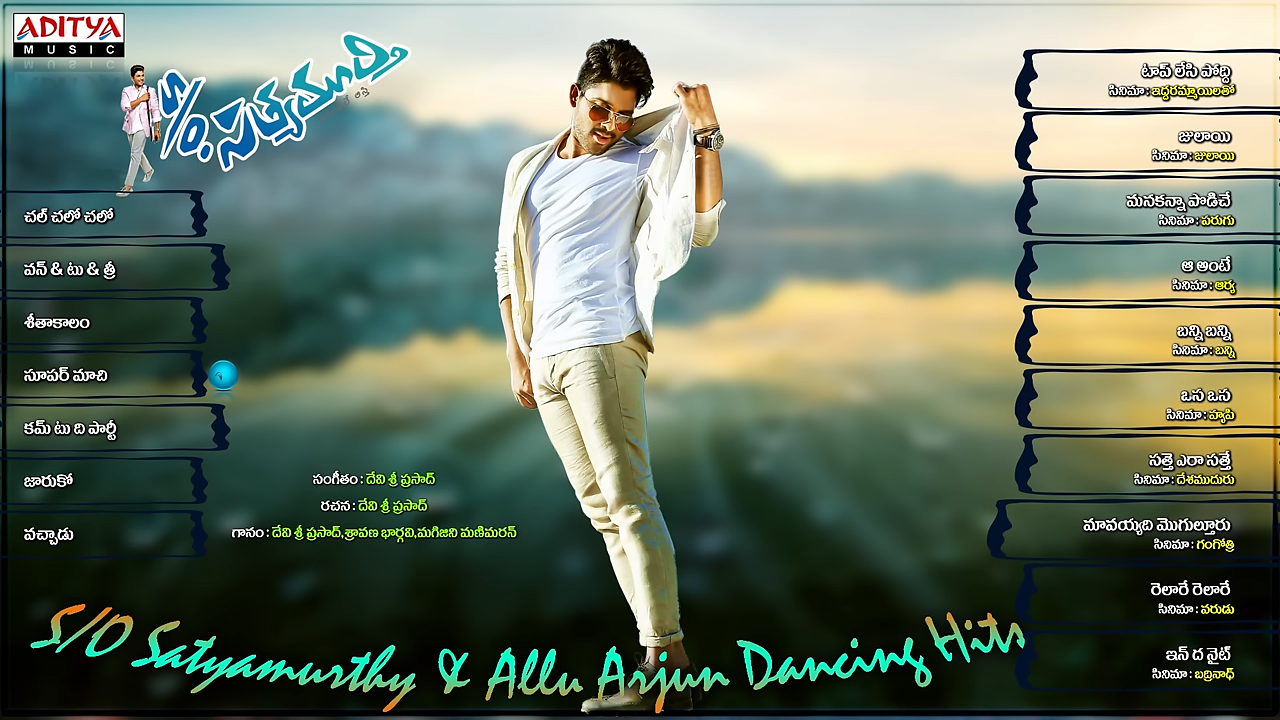 ADITYA
MUSIC
S/o. సత్యమూర్తి
చల్ చలో చలో
వన్ & టు & త్రీ
శీతాకాలం
సూపర్ మాచి
కమ్ టు ది పార్టీ
జారుకో
వచ్చాడు
సంగీతం : దేవి శ్రీ ప్రసాద్
రచన : దేవి శ్రీ ప్రసాద్
గానం : దేవి శ్రీ ప్రసాద్,శ్రావణ భార్గవి,మగిజని మణిమరన్
టాప్ లేసి పోద్ది
సినిమా : ఇద్దరమ్మాయిలతో
జులాయి
సినిమా : జులాయి
మనకన్నా పొడిచే
సినిమా : పరుగు
ఆ అంటే
సినిమా : ఆర్య
బన్ని బన్ని
సినిమా : బన్ని
ఒస ఒస
సినిమా : హ్యాపి
సత్తె ఎరా సత్తే
సినిమా : దేశముదురు
మావయ్యది మొగుల్తూరు
సినిమా : గంగోత్రి
రెలారే రెలారే
సినిమా : వరుడు
ఇన్ ద నైట్
సినిమా : బద్రినాధ్
S/O Satyamurthy & Allu Arjun Dancing Hits